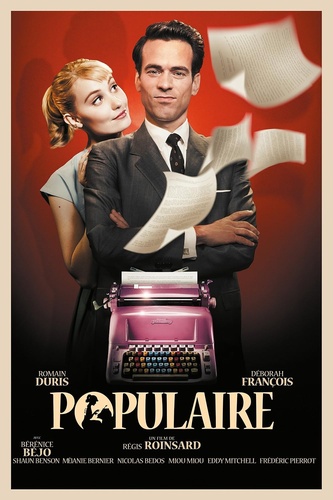 ROMAIN
DURIS
DÉBORAH
FRANÇOIS
POPULAIRE
AVEC
BÉRÉNICE
BÉJO
UN FILM DE
RÉGIS ROINSARD
SHAUN BENSON MÉLANIE BERNIER NICOLAS BEDOS MIOU MIOU EDDY MITCHELL FRÉDÉRIC PIERROT